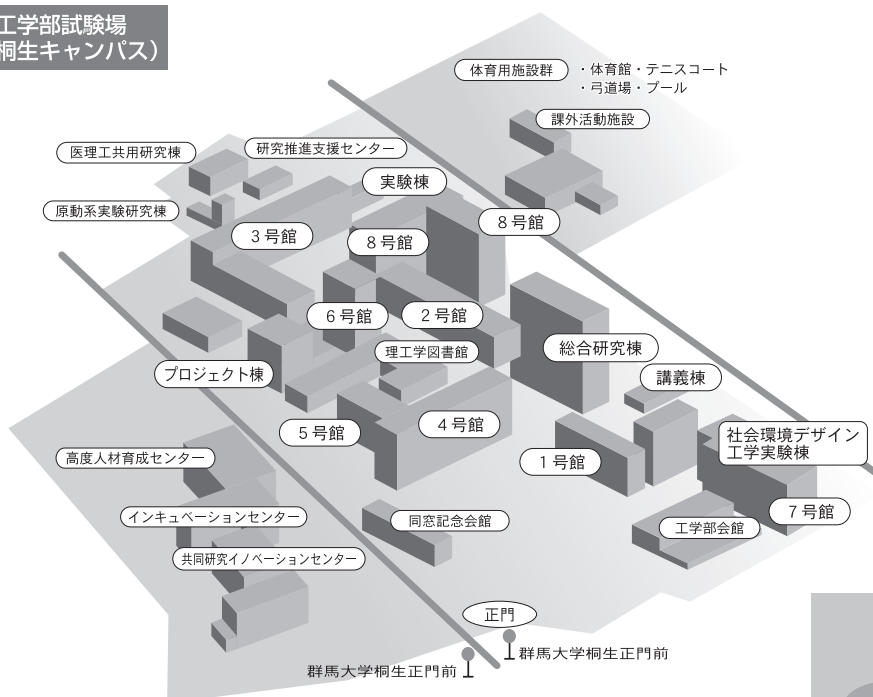 工学部試験場
桐生キャンパス）
体育用施設群
・体育館・テニスコート
・弓道場・プール
課外活動施設
医理工共用研究棟
研究推進支援センター
実験棟
原動系実験研究棟
3号館
8号館
8号館
6号館
2号館
理工学図書館
総合研究棟
プロジェクト棟
講義棟
5号館
4号館
社会環境デザイン
工学実験棟
高度人材育成センター
1号館
7号館
インキュベーションセンター
同窓記念会館
工学部会館
共同研究イノベーションセンター
正門
群馬大学桐生正門前
群馬大学桐生正門前